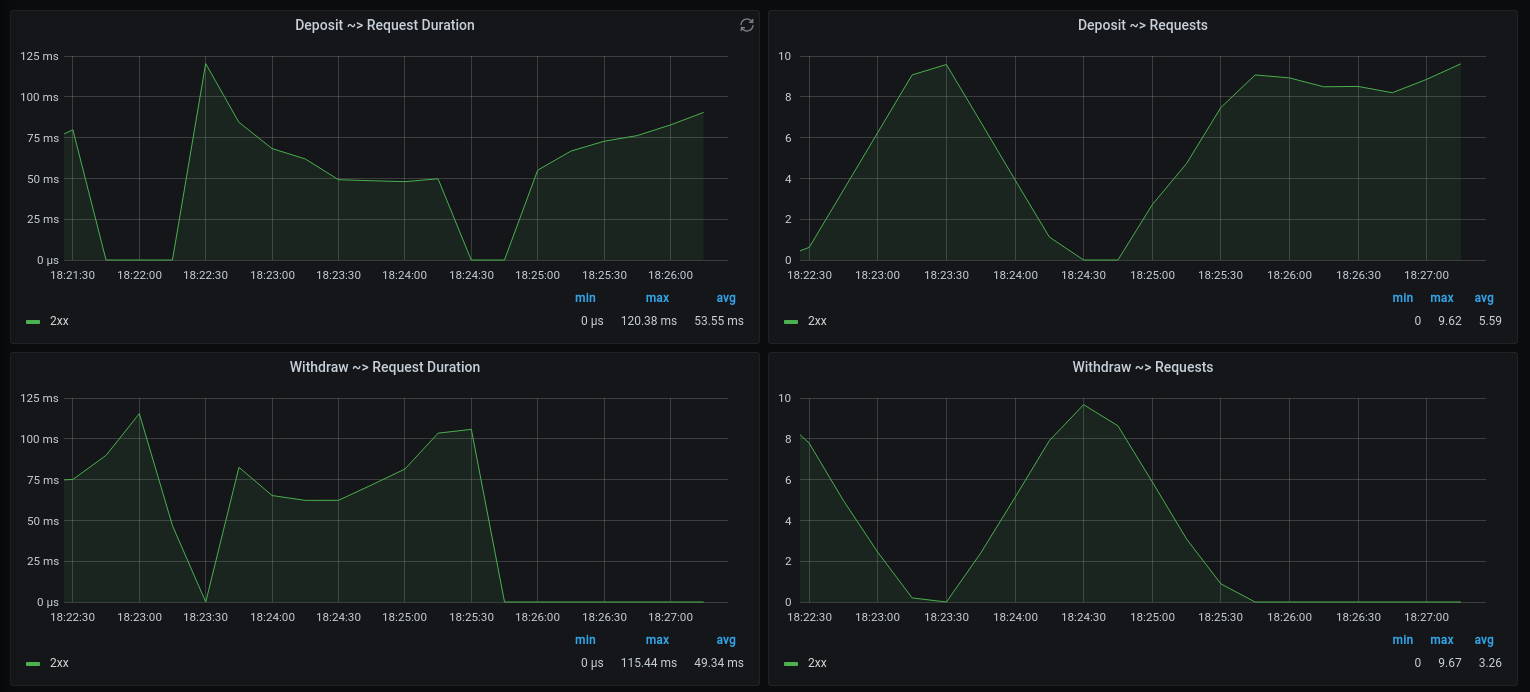 Deposit ~> Request Duration
125 ms
100 ms
75 ms
50 ms
25 ms
0 µs
18:21:30 18:22:00 18:22:30 18:23:00 18:23:30 18:24:00 18:24:30 18:25:00 18:25:30 18:26:00
min max avg
2xx 0 µs 120.38 ms 53.55 ms
Deposit ~> Requests
10
8
6
4
2
0
18:22:30 18:23:00 18:23:30 18:24:00 18:24:30 18:25:00 18:25:30 18:26:00 18:26:30 18:27:00
min max avg
2xx 0 9.62 5.59
Withdraw ~> Request Duration
125 ms
100 ms
75 ms
50 ms
25 ms
0 µs
18:22:30 18:23:00 18:23:30 18:24:00 18:24:30 18:25:00 18:25:30 18:26:00 18:26:30 18:27:00
min max avg
2xx 0 µs 115.44 ms 49.34 ms
Withdraw ~> Requests
10
8
6
4
2
0
18:22:30 18:23:00 18:23:30 18:24:00 18:24:30 18:25:00 18:25:30 18:26:00 18:26:30 18:27:00
min max avg
2xx 0 9.67 3.26